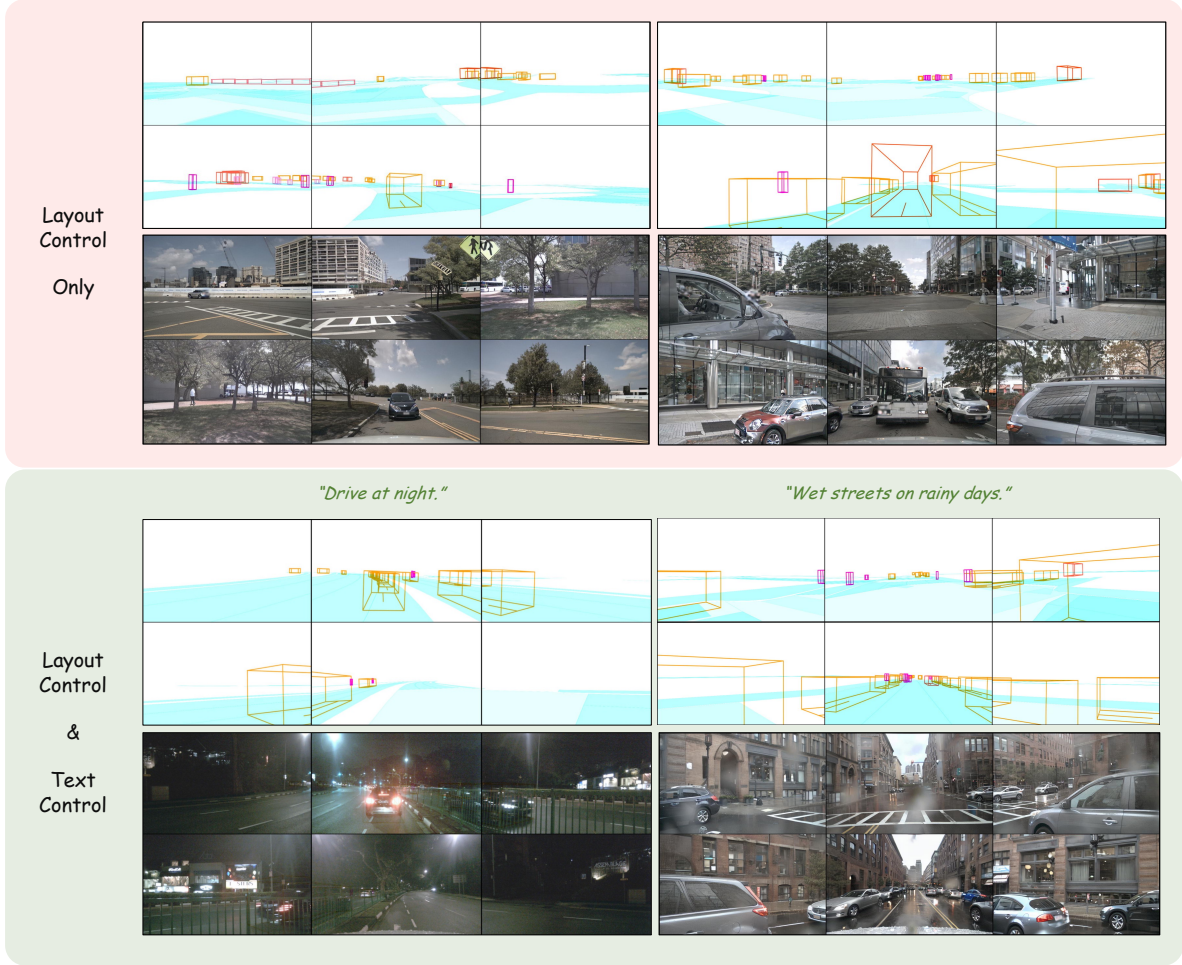 Layout
Control
Only
"Drive at night."
"Wet streets on rainy days."
Layout
Control
&
Text
Control